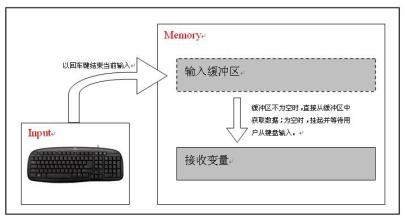 Memory↵
以回车键结束当前输入↵
输入缓冲区↵
缓冲区不为空时,直接从缓冲区中
获取数据;为空时,挂起并等待用
户从键盘输入。↵
Input↵
接收变量↵